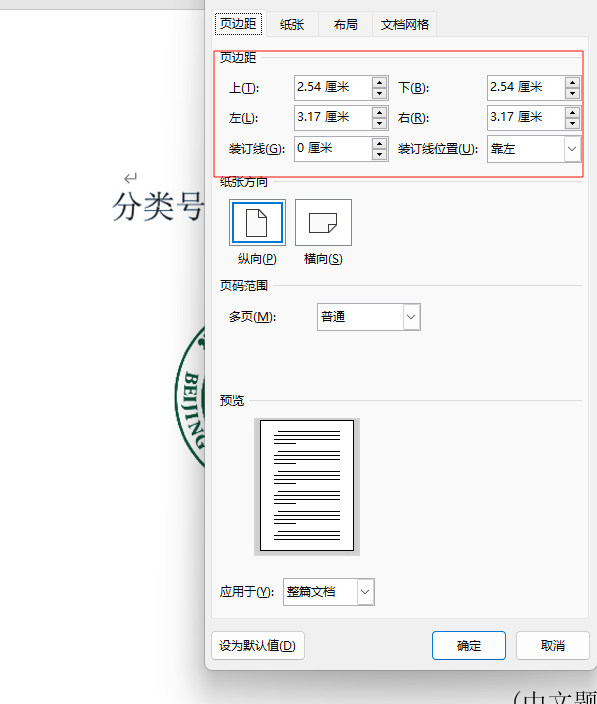 页边距 纸张 布局 文档网格
页边距
上(T): 2.54 厘米 下(B): 2.54 厘米
左(L): 3.17 厘米 右(R): 3.17 厘米
装订线(G): 0 厘米 装订线位置(U): 靠左
纸张方向
分类号
纵向(P) 横向(S)
页码范围
多页(M): 普通
BEIJING
预览
应用于(Y): 整篇文档
设为默认值(D) 确定 取消
(中文题